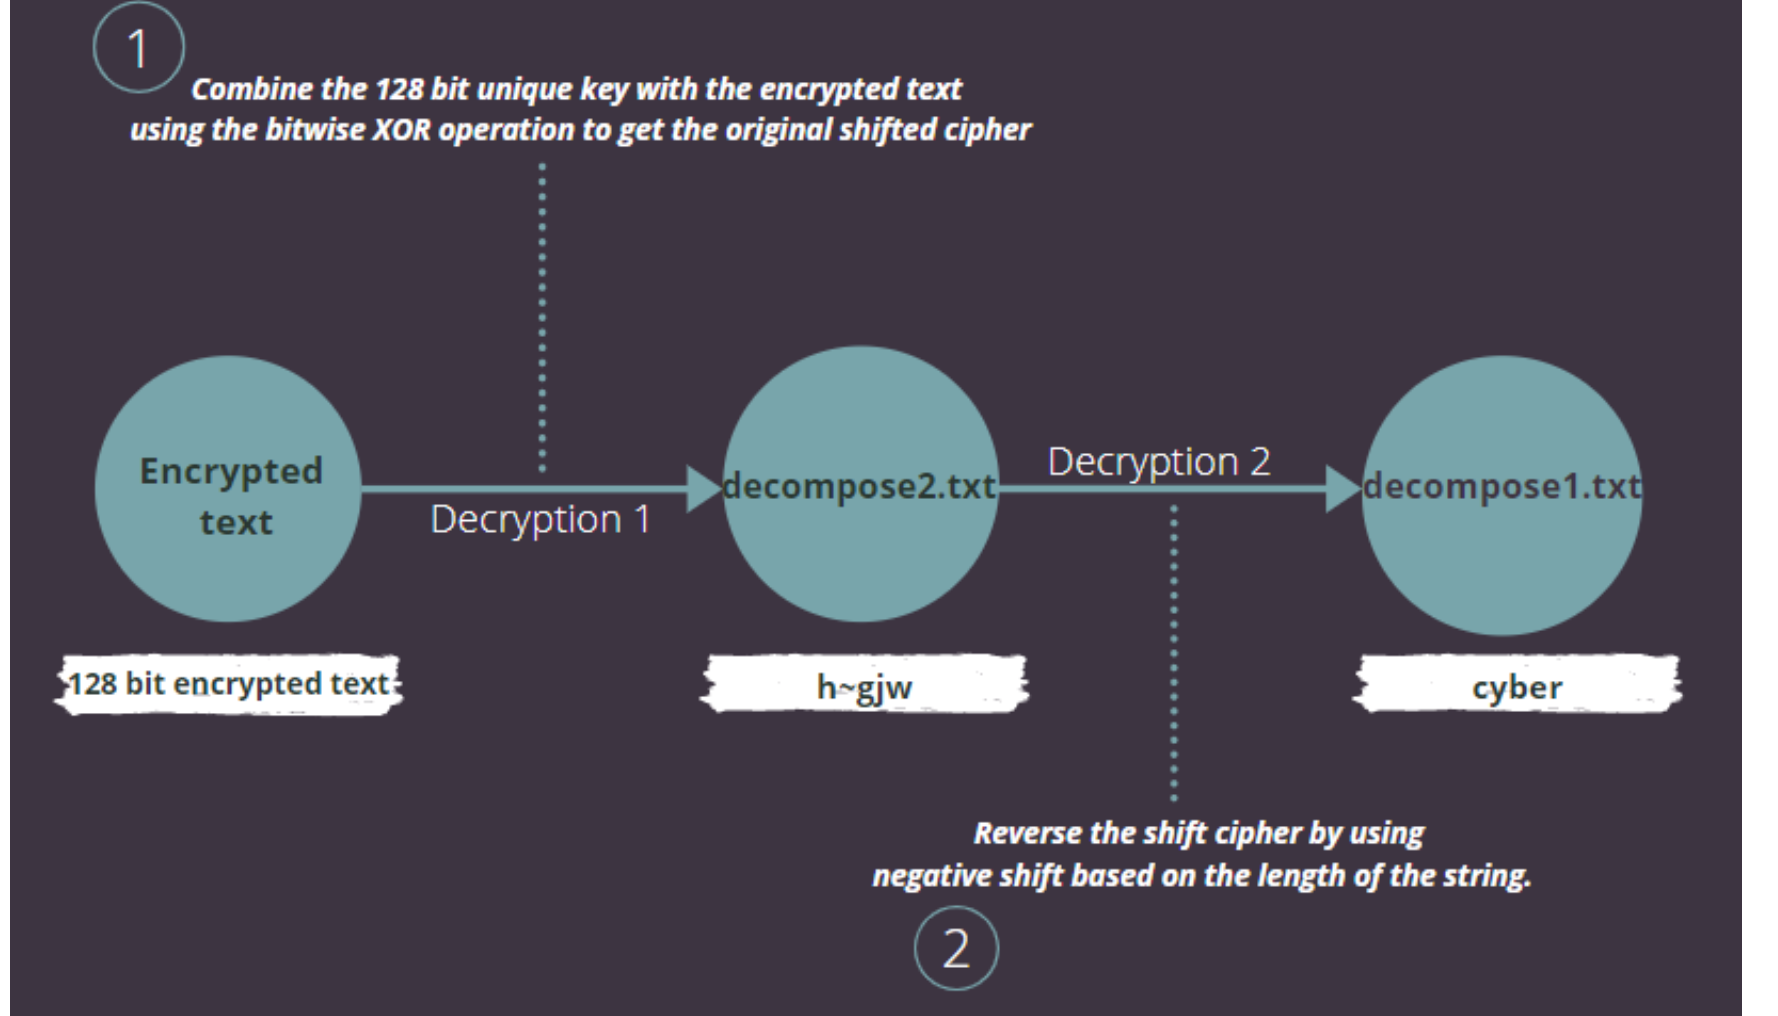 1
Combine the 128 bit unique key with the encrypted text
using the bitwise XOR operation to get the original shifted cipher
Encrypted
text
Decryption 1
decompose2.txt
Decryption 2
decompose1.txt
128 bit encrypted text
h~gjw
cyber
Reverse the shift cipher by using
negative shift based on the length of the string.
2